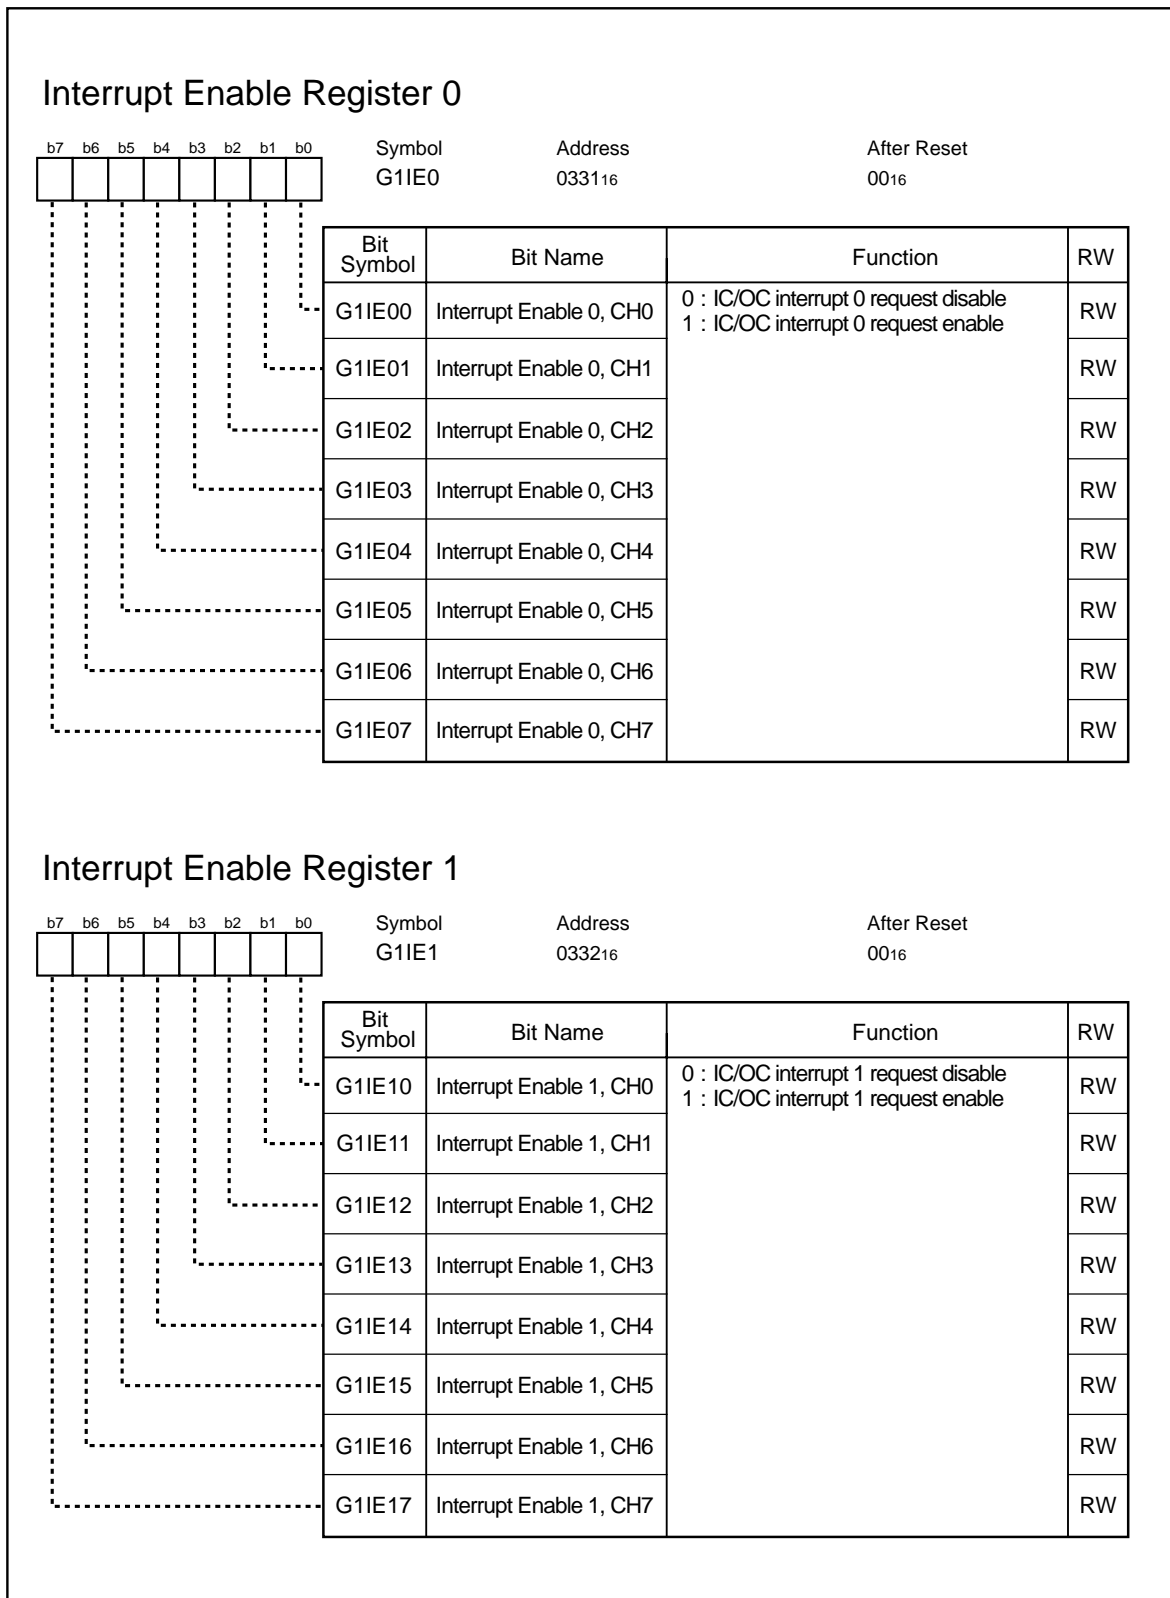 Interrupt Enable Register 0
b7 b6 b5 b4 b3 b2 b1 b0 Symbol Address After Reset
G1IE0 033116 0016
Bit Symbol Bit Name Function RW
G1IE00 Interrupt Enable 0, CH0 0 : IC/OC interrupt 0 request disable RW
1 : IC/OC interrupt 0 request enable
G1IE01 Interrupt Enable 0, CH1 RW
G1IE02 Interrupt Enable 0, CH2 RW
G1IE03 Interrupt Enable 0, CH3 RW
G1IE04 Interrupt Enable 0, CH4 RW
G1IE05 Interrupt Enable 0, CH5 RW
G1IE06 Interrupt Enable 0, CH6 RW
G1IE07 Interrupt Enable 0, CH7 RW
Interrupt Enable Register 1
b7 b6 b5 b4 b3 b2 b1 b0 Symbol Address After Reset
G1IE1 033216 0016
Bit Symbol Bit Name Function RW
G1IE10 Interrupt Enable 1, CH0 0 : IC/OC interrupt 1 request disable RW
1 : IC/OC interrupt 1 request enable
G1IE11 Interrupt Enable 1, CH1 RW
G1IE12 Interrupt Enable 1, CH2 RW
G1IE13 Interrupt Enable 1, CH3 RW
G1IE14 Interrupt Enable 1, CH4 RW
G1IE15 Interrupt Enable 1, CH5 RW
G1IE16 Interrupt Enable 1, CH6 RW
G1IE17 Interrupt Enable 1, CH7 RW